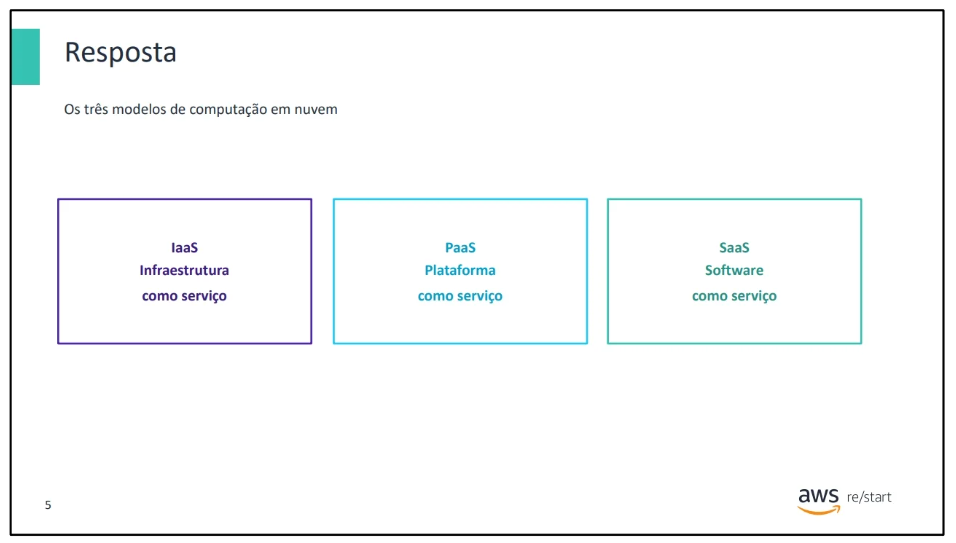 Resposta
Os três modelos de computação em nuvem
IaaS
Infraestrutura
como serviço
PaaS
Plataforma
como serviço
SaaS
Software
como serviço
5
aws re/start